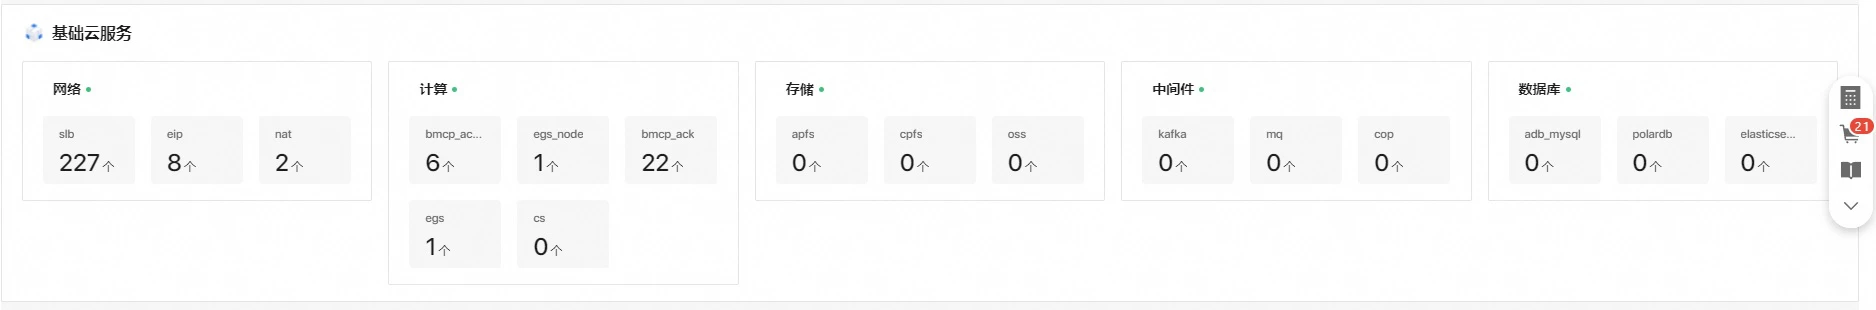 基础云服务
网络
slb
227个
eip
8个
nat
2个
计算
bmcp_ac...
6个
egs_node
1个
bmcp_ack
22个
egs
1个
cs
0个
存储
apfs
0个
cpfs
0个
oss
0个
中间件
kafka
0个
mq
0个
cop
0个
数据库
adb_mysql
0个
polardb
0个
elasticse...
0个
21